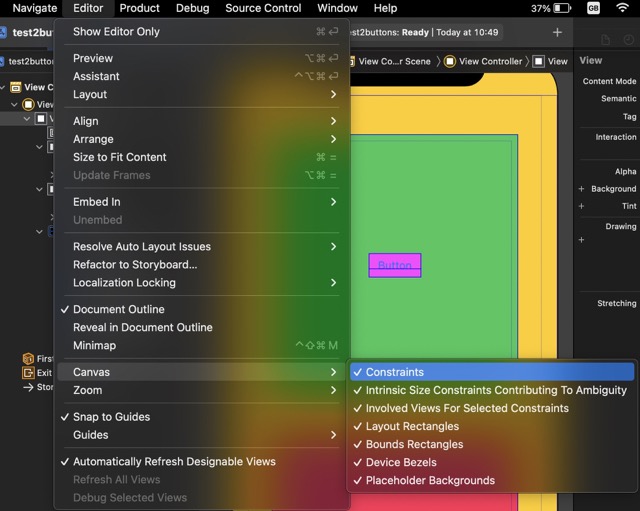 Navigate Editor Product Debug Source Control Window Help 37% GB
test2but
test2buttons: Ready | Today at 10:49
test2buttons
View Co...r Scene View Controller View
View C
View
V
First
Exit
Stor
Show Editor Only ⌘⏎
Preview ⌥⌘⏎
Assistant ⌃⌥⌘⏎
Layout
Align
Arrange
Size to Fit Content ⌘ =
Update Frames ⌥⌘ =
Embed In
Unembed
Resolve Auto Layout Issues
Refactor to Storyboard...
Localization Locking
✓ Document Outline
Reveal in Document Outline
Minimap ⌃⇧⌘M
Canvas
Zoom
✓ Snap to Guides
Guides
✓ Automatically Refresh Designable Views
Refresh All Views
Debug Selected Views
✓ Constraints
✓ Intrinsic Size Constraints Contributing To Ambiguity
✓ Involved Views For Selected Constraints
✓ Layout Rectangles
✓ Bounds Rectangles
✓ Device Bezels
✓ Placeholder Backgrounds
Button
View
Content Mode
Semantic
Tag
Interaction
Alpha
+ Background
+ Tint
Drawing
+
Stretching